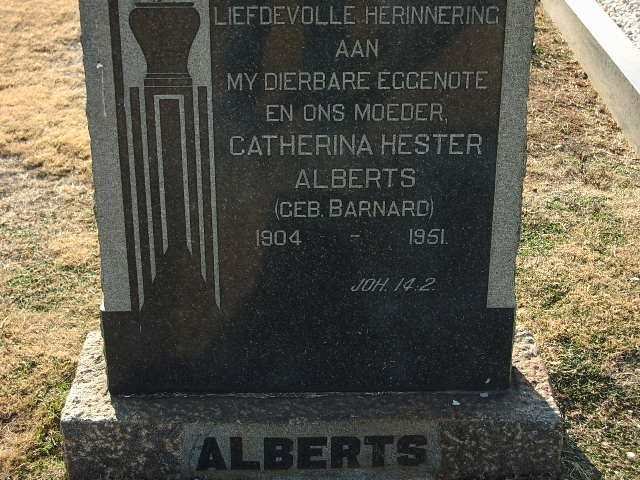 LIEFDEVOLLE HERINNERING
AAN
MY DIERBARE EGGENOTE
EN ONS MOEDER,
CATHERINA HESTER
ALBERTS
(GEB. BARNARD)
1904 - 1951.
JOH. 14.2.
ALBERTS